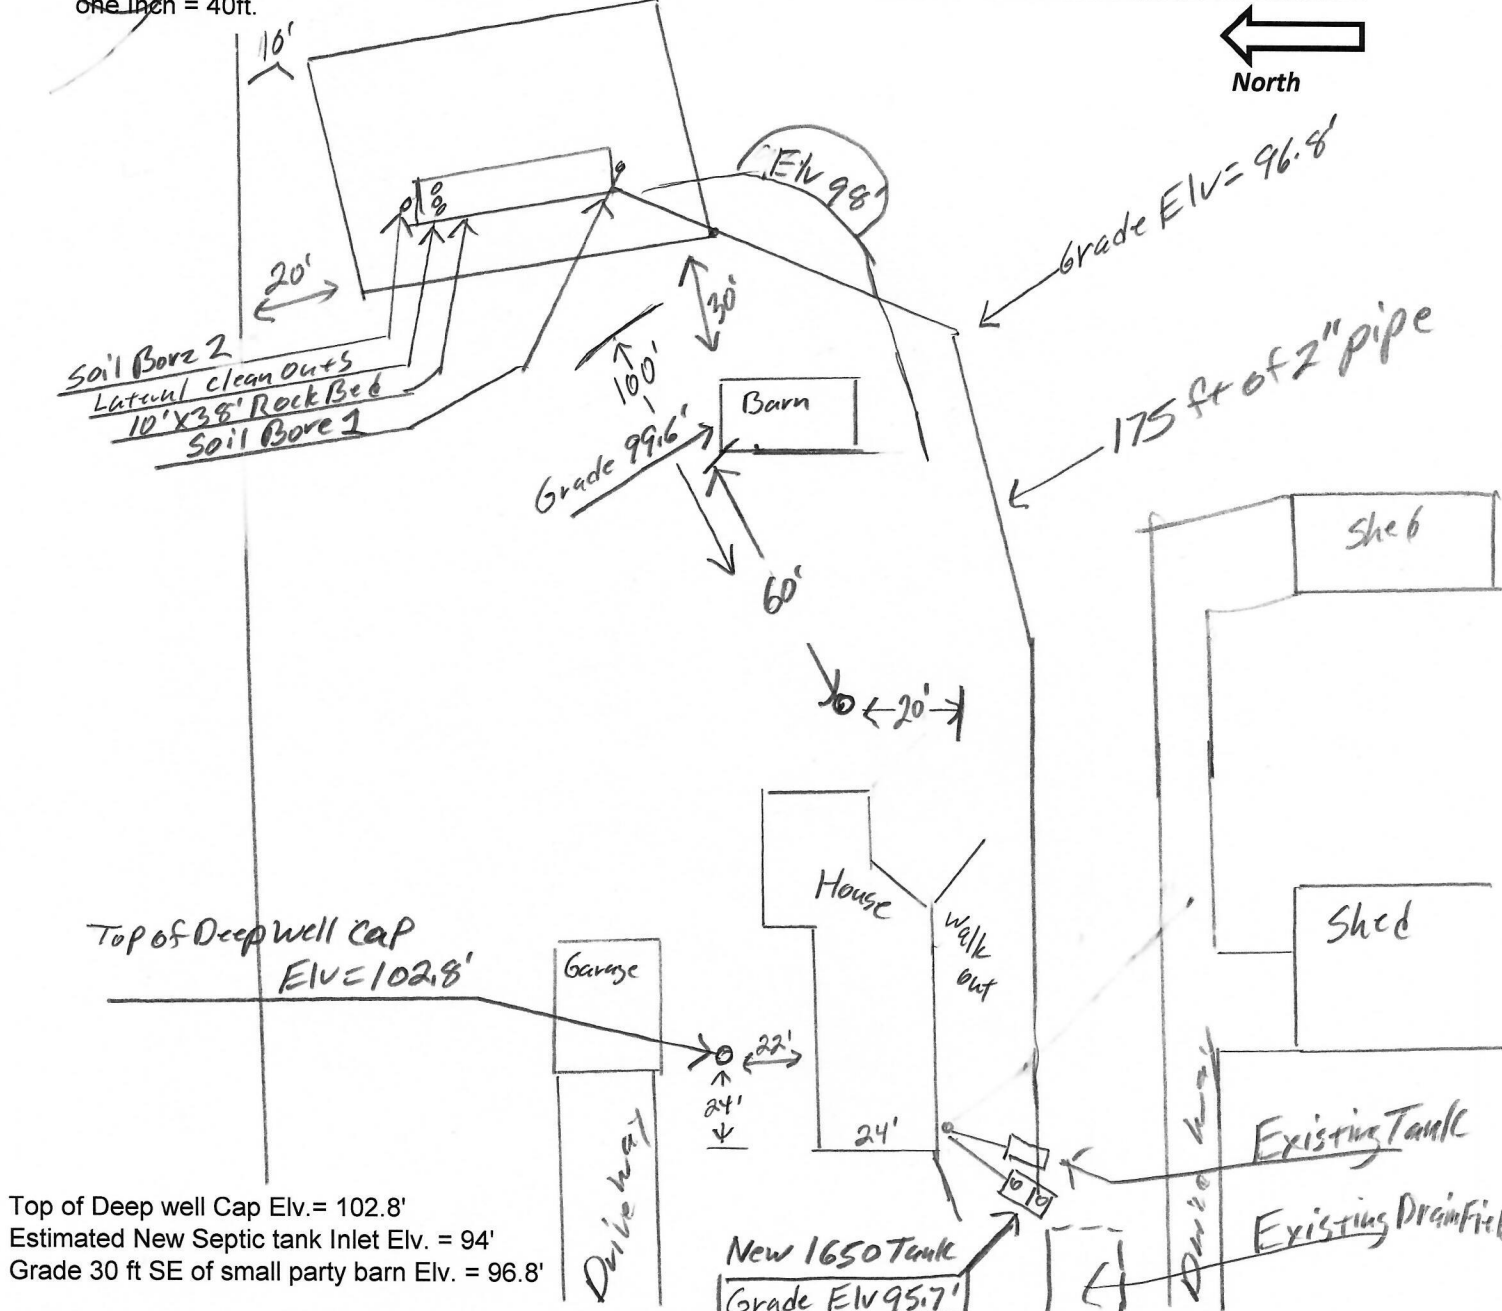 one inch = 40ft.
10'
North
Elv 98'
Grade Elv = 96.8'
20'
30'
Soil Bore 2
Lateral Clean Outs
10'X38' Rock Bed
Soil Bore 1
100'
Grade 99.6'
Barn
175 ft of 2" pipe
Shed
60'
20'
House
Walk
out
Top of Deep Well Cap
Elv = 102.8'
Garage
Shed
22'
24'
24'
Driveway
Existing Tank
Existing Drain Fiel
New 1650 Tank
Grade Elv 95.7'
Top of Deep well Cap Elv.= 102.8'
Estimated New Septic tank Inlet Elv. = 94'
Grade 30 ft SE of small party barn Elv. = 96.8'